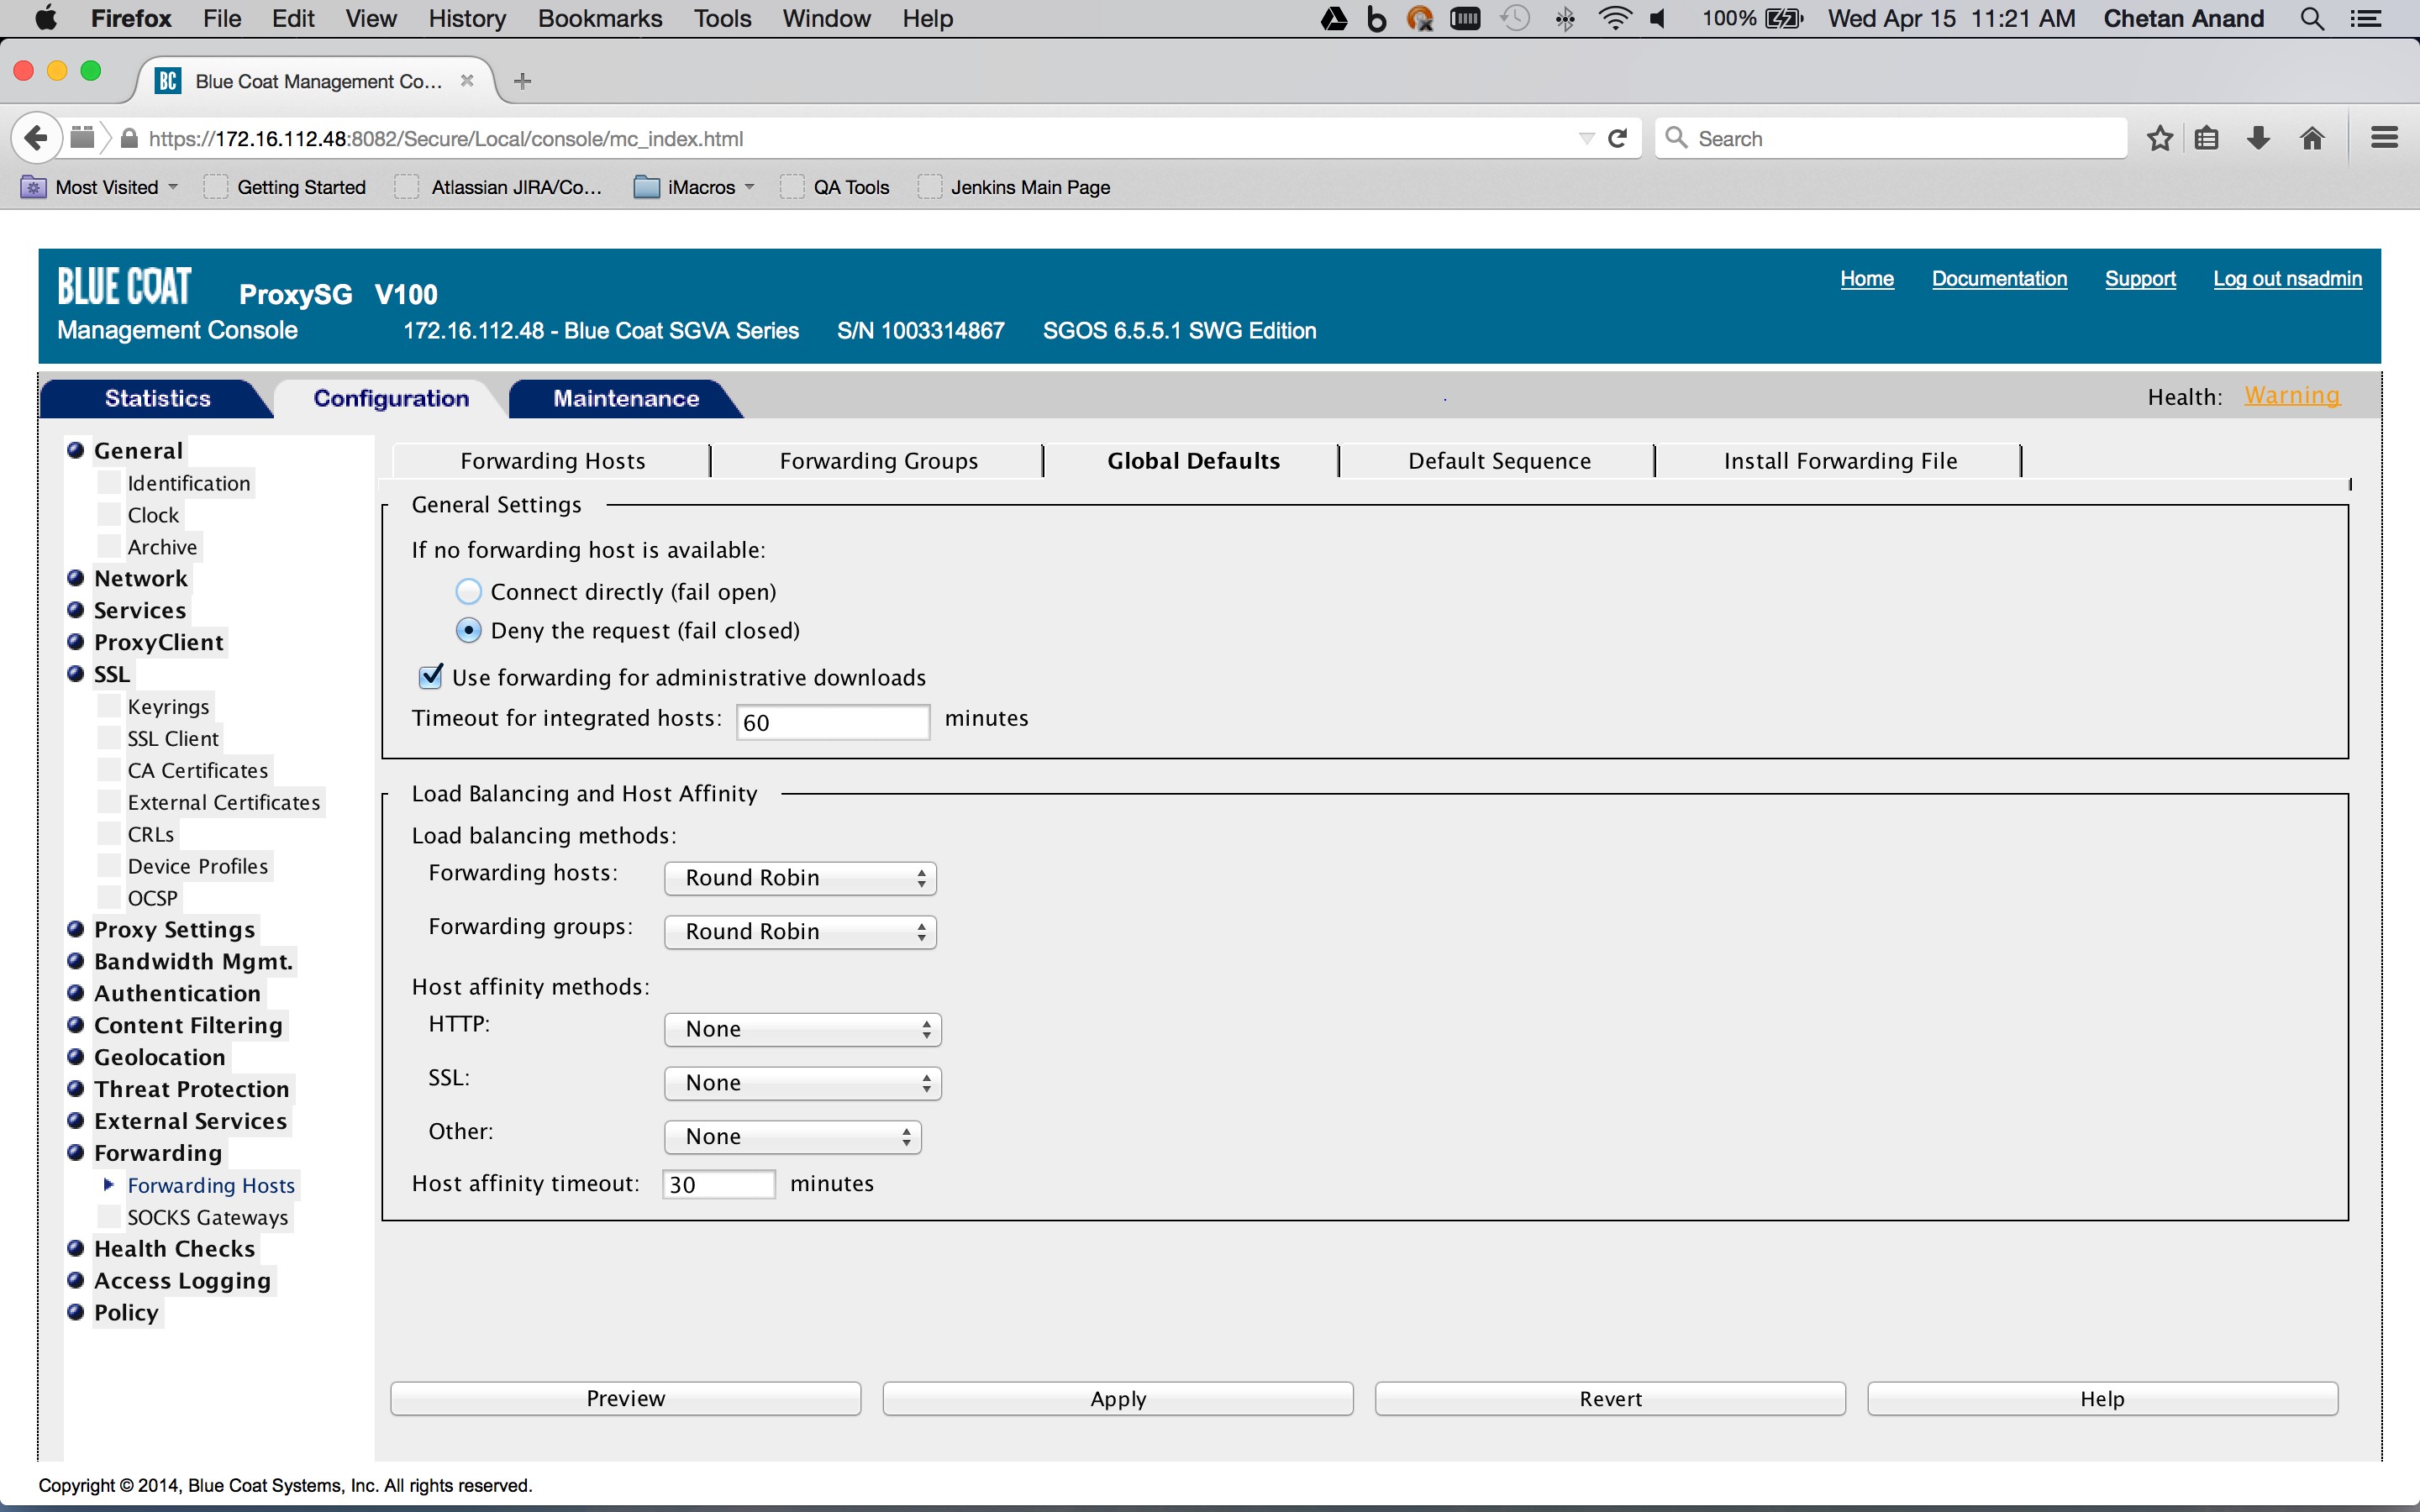 Firefox File Edit View History Bookmarks Tools Window Help 100% Wed Apr 15 11:21 AM Chetan Anand
BC Blue Coat Management Co...
https://172.16.112.48:8082/Secure/Local/console/mc_index.html Search
Most Visited Getting Started Atlassian JIRA/Co... iMacros QA Tools Jenkins Main Page
BLUE COAT ProxySG V100 Home Documentation Support Log out nsadmin
Management Console 172.16.112.48 - Blue Coat SGVA Series S/N 1003314867 SGOS 6.5.5.1 SWG Edition
Statistics Configuration Maintenance Health: Warning
General
Identification
Clock
Archive
Network
Services
ProxyClient
SSL
Keyrings
SSL Client
CA Certificates
External Certificates
CRLs
Device Profiles
OCSP
Proxy Settings
Bandwidth Mgmt.
Authentication
Content Filtering
Geolocation
Threat Protection
External Services
Forwarding
Forwarding Hosts
SOCKS Gateways
Health Checks
Access Logging
Policy
Forwarding Hosts Forwarding Groups Global Defaults Default Sequence Install Forwarding File
General Settings
If no forwarding host is available:
Connect directly (fail open)
Deny the request (fail closed)
Use forwarding for administrative downloads
Timeout for integrated hosts: 60 minutes
Load Balancing and Host Affinity
Load balancing methods:
Forwarding hosts: Round Robin
Forwarding groups: Round Robin
Host affinity methods:
HTTP: None
SSL: None
Other: None
Host affinity timeout: 30 minutes
Preview Apply Revert Help
Copyright © 2014, Blue Coat Systems, Inc. All rights reserved.